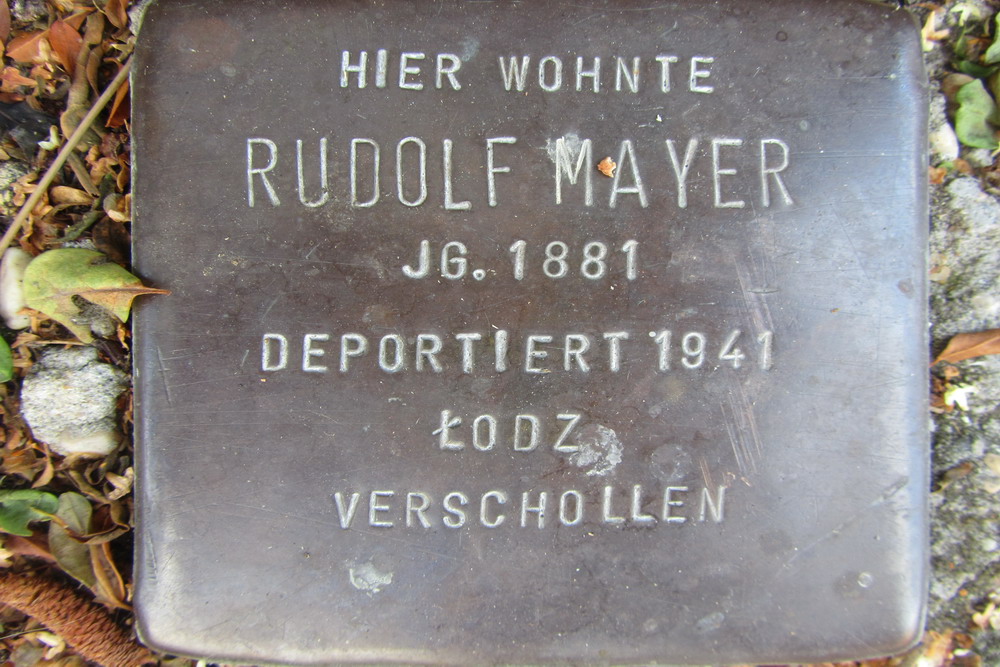 HIER WOHNTE
RUDOLF MAYER
JG. 1881
DEPORTIERT 1941
ŁODZ
VERSCHOLLEN